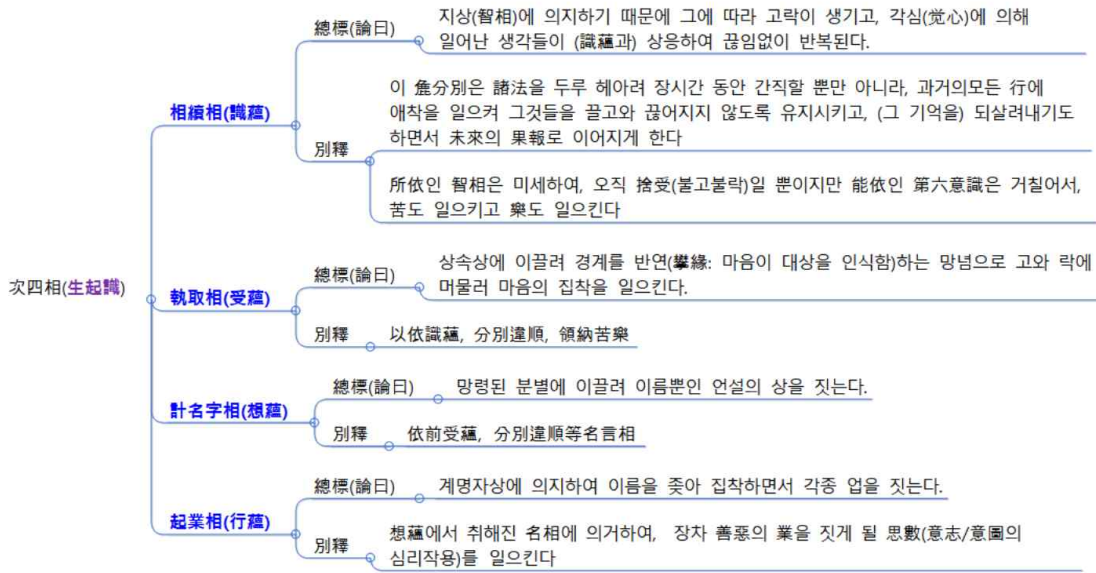 次四相(生起識)
相續相(識蘊)
總標(論曰)
지상(智相)에 의지하기 때문에 그에 따라 고락이 생기고, 각심(觉心)에 의해
일어난 생각들이 (識蘊과) 상응하여 끊임없이 반복된다.
別釋
이 麁分別은 諸法을 두루 헤아려 장시간 동안 간직할 뿐만 아니라, 과거의모든 行에
애착을 일으켜 그것들을 끌고와 끊어지지 않도록 유지시키고, (그 기억을) 되살려내기도
하면서 未來의 果報로 이어지게 한다
所依인 智相은 미세하여, 오직 捨受(불고불락)일 뿐이지만 能依인 第六意識은 거칠어서,
苦도 일으키고 樂도 일으킨다
執取相(受蘊)
總標(論曰)
상속상에 이끌려 경계를 반연(攀緣: 마음이 대상을 인식함)하는 망념으로 고와 락에
머물러 마음의 집착을 일으킨다.
別釋
以依識蘊, 分別違順, 領納苦樂
計名字相(想蘊)
總標(論曰)
망령된 분별에 이끌려 이름뿐인 언설의 상을 짓는다.
別釋
依前受蘊, 分別違順等名言相
起業相(行蘊)
總標(論曰)
계명자상에 의지하여 이름을 좇아 집착하면서 각종 업을 짓는다.
別釋
想蘊에서 취해진 名相에 의거하여, 장차 善惡의 業을 짓게 될 思數(意志/意圖의
심리작용)를 일으킨다